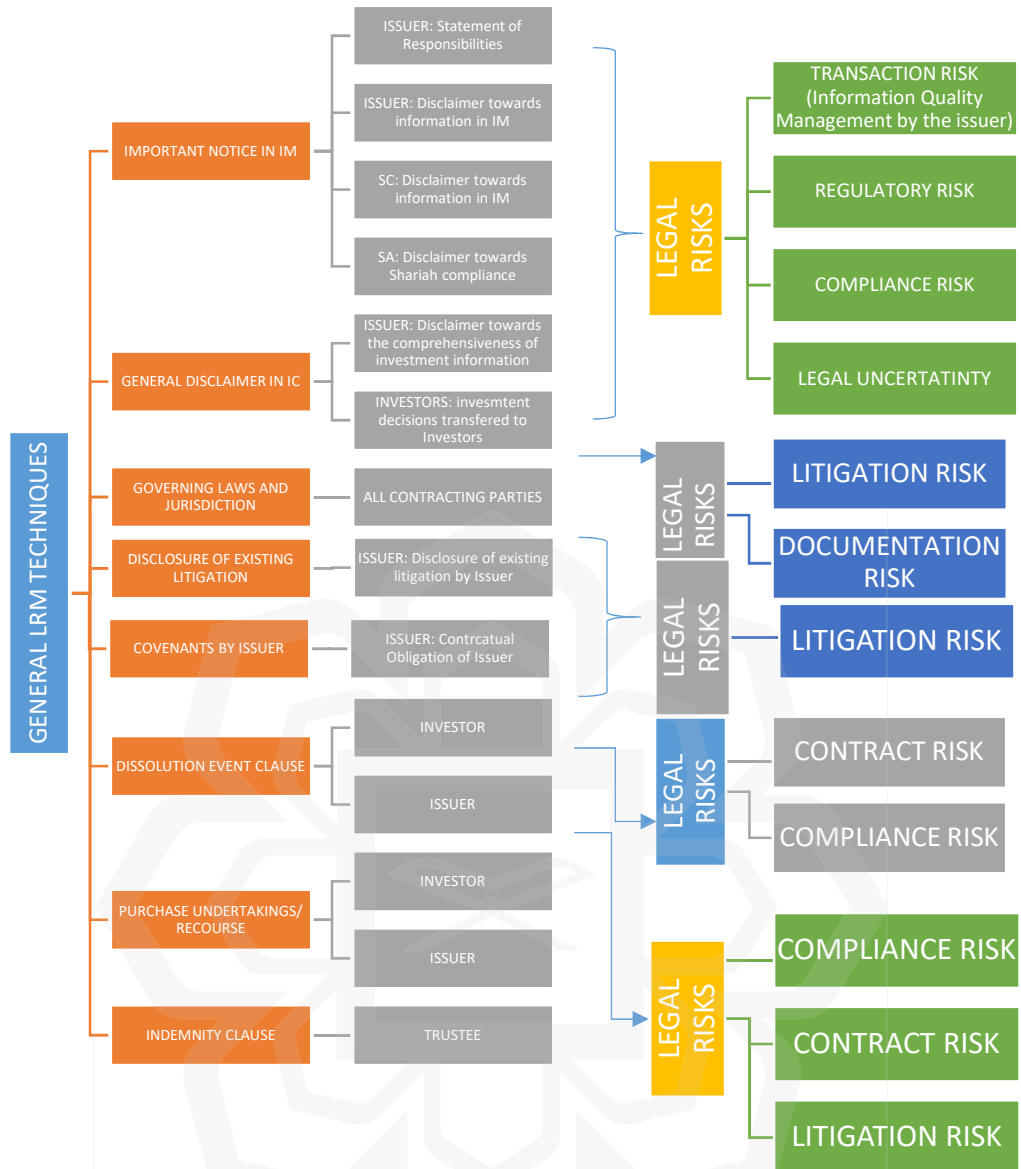 GENERAL LRM TECHNIQUES
IMPORTANT NOTICE IN IM
ISSUER: Statement of
Responsibilities
ISSUER: Disclaimer towards
information in IM
SC: Disclaimer towards
information in IM
SA: Disclaimer towards
Shariah compliance
GENERAL DISCLAIMER IN IC
ISSUER: Disclaimer towards
the comprehensiveness of
investment information
INVESTORS: invesmtent
decisions transfered to
Investors
GOVERNING LAWS AND
JURISDICTION
ALL CONTRACTING PARTIES
DISCLOSURE OF EXISTING
LITIGATION
ISSUER: Disclosure of existing
litigation by Issuer
COVENANTS BY ISSUER
ISSUER: Contrcatual
Obligation of Issuer
DISSOLUTION EVENT CLAUSE
INVESTOR
ISSUER
PURCHASE UNDERTAKINGS/
RECOURSE
INVESTOR
ISSUER
INDEMNITY CLAUSE
TRUSTEE
LEGAL
RISKS
TRANSACTION RISK
(Information Quality
Management by the issuer)
REGULATORY RISK
COMPLIANCE RISK
LEGAL UNCERTATINTY
LEGAL
RISKS
LITIGATION RISK
DOCUMENTATION
RISK
LEGAL
RISKS
LITIGATION RISK
LEGAL
RISKS
CONTRACT RISK
COMPLIANCE RISK
LEGAL
RISKS
COMPLIANCE RISK
CONTRACT RISK
LITIGATION RISK